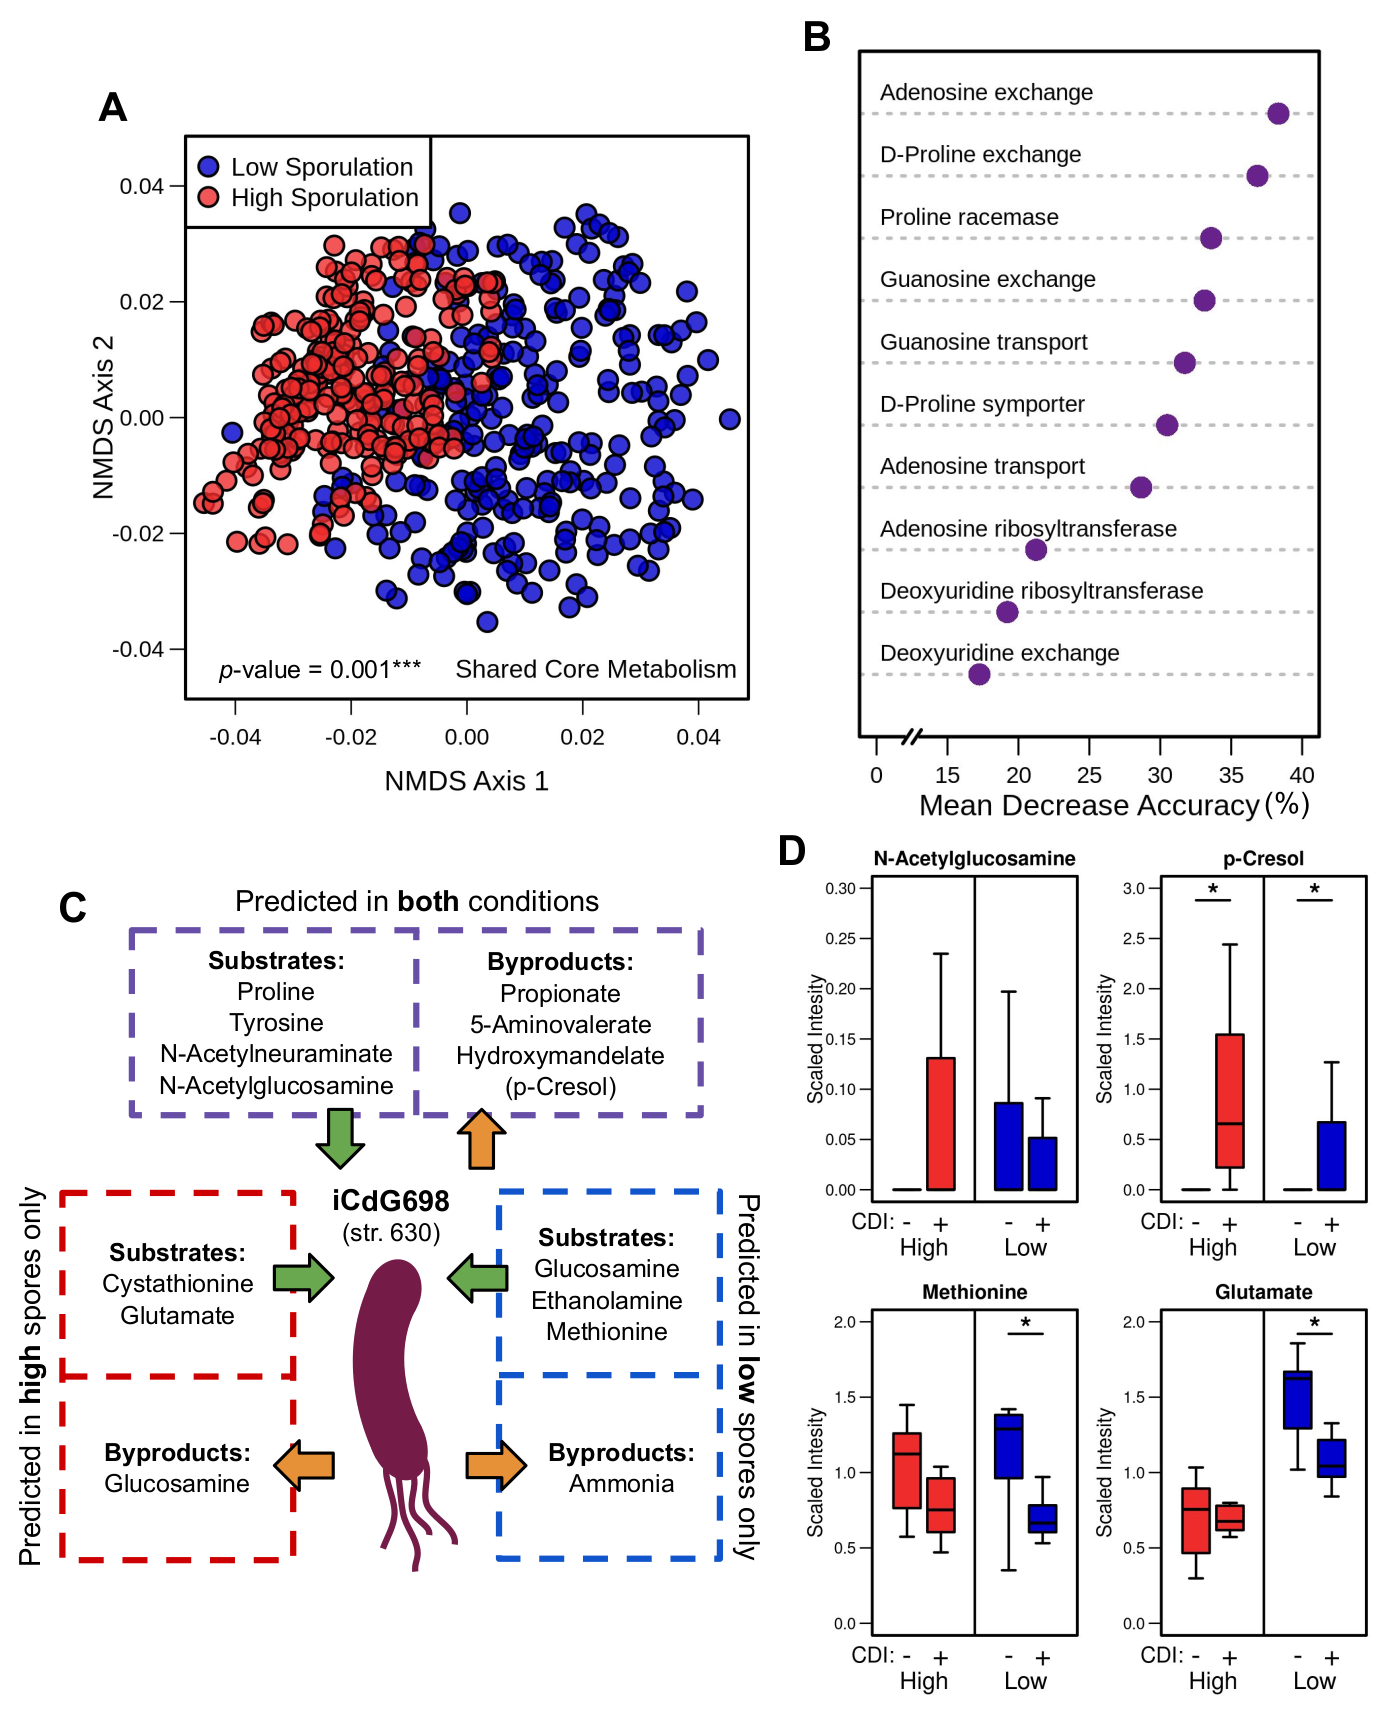 A
Low Sporulation
High Sporulation
0.04
0.02
0.00
-0.02
-0.04
NMDS Axis 2
p-value = 0.001***
Shared Core Metabolism
-0.04
-0.02
0.00
0.02
0.04
NMDS Axis 1
B
Adenosine exchange
D-Proline exchange
Proline racemase
Guanosine exchange
Guanosine transport
D-Proline symporter
Adenosine transport
Adenosine ribosyltransferase
Deoxyuridine ribosyltransferase
Deoxyuridine exchange
0
15
20
25
30
35
40
Mean Decrease Accuracy (%)
C
Predicted in both conditions
Substrates:
Proline
Tyrosine
N-Acetylneuraminate
N-Acetylglucosamine
Byproducts:
Propionate
5-Aminovalerate
Hydroxymandelate
(p-Cresol)
iCdG698
(str. 630)
Predicted in high spores only
Substrates:
Cystathionine
Glutamate
Byproducts:
Glucosamine
Substrates:
Glucosamine
Ethanolamine
Methionine
Byproducts:
Ammonia
Predicted in low spores only
D
N-Acetylglucosamine
0.30
0.25
0.20
0.15
0.10
0.05
0.00
Scaled Intesity
CDI: - + - +
High Low
p-Cresol
3.0
2.5
2.0
1.5
1.0
0.5
0.0
Scaled Intesity
* *
CDI: - + - +
High Low
Methionine
2.0
1.5
1.0
0.5
0.0
Scaled Intesity
*
CDI: - + - +
High Low
Glutamate
2.0
1.5
1.0
0.5
0.0
Scaled Intesity
*
CDI: - + - +
High Low